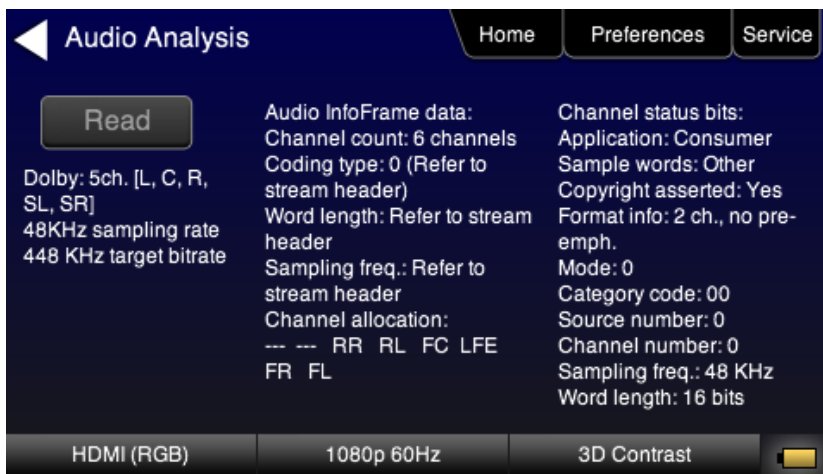 Audio Analysis
Home
Preferences
Service
Read
Dolby: 5ch. [L, C, R,
SL, SR]
48KHz sampling rate
448 KHz target bitrate
Audio InfoFrame data:
Channel count: 6 channels
Coding type: 0 (Refer to
stream header)
Word length: Refer to stream
header
Sampling freq.: Refer to
stream header
Channel allocation:
--- --- RR RL FC LFE
FR FL
Channel status bits:
Application: Consumer
Sample words: Other
Copyright asserted: Yes
Format info: 2 ch., no pre-
emph.
Mode: 0
Category code: 00
Source number: 0
Channel number: 0
Sampling freq.: 48 KHz
Word length: 16 bits
HDMI (RGB)
1080p 60Hz
3D Contrast